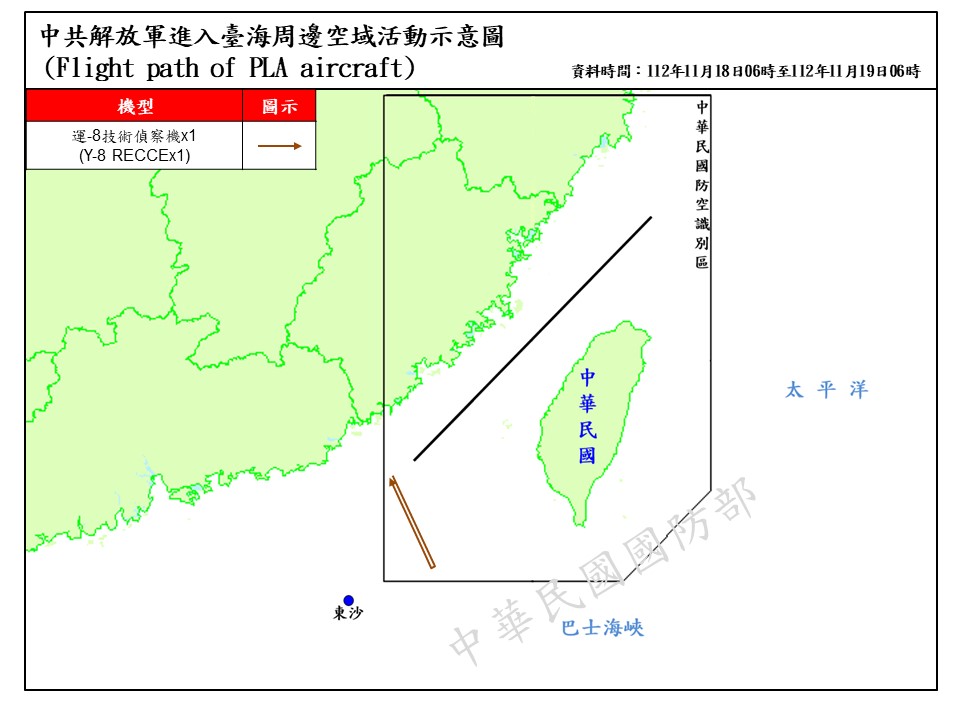 中共解放軍進入臺海周邊空域活動示意圖
(Flight path of PLA aircraft)
資料時間：112年11月18日06時至112年11月19日06時
機型
圖示
運-8技術偵察機x1
(Y-8 RECCEx1)
中華民國防空識別區
中華民國
太平洋
東沙
巴士海峽
中華民國國防部